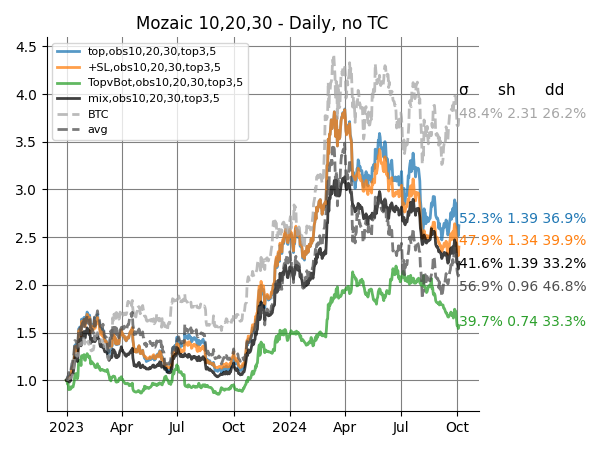 Mozaic 10,20,30 - Daily, no TC
4.5
4.0
3.5
3.0
2.5
2.0
1.5
1.0
top,obs10,20,30,top3,5
+SL,obs10,20,30,top3,5
TopvBot,obs10,20,30,top3,5
mix,obs10,20,30,top3,5
BTC
avg
σ sh dd
48.4% 2.31 26.2%
52.3% 1.39 36.9%
47.9% 1.34 39.9%
41.6% 1.39 33.2%
56.9% 0.96 46.8%
39.7% 0.74 33.3%
2023 Apr Jul Oct 2024 Apr Jul Oct